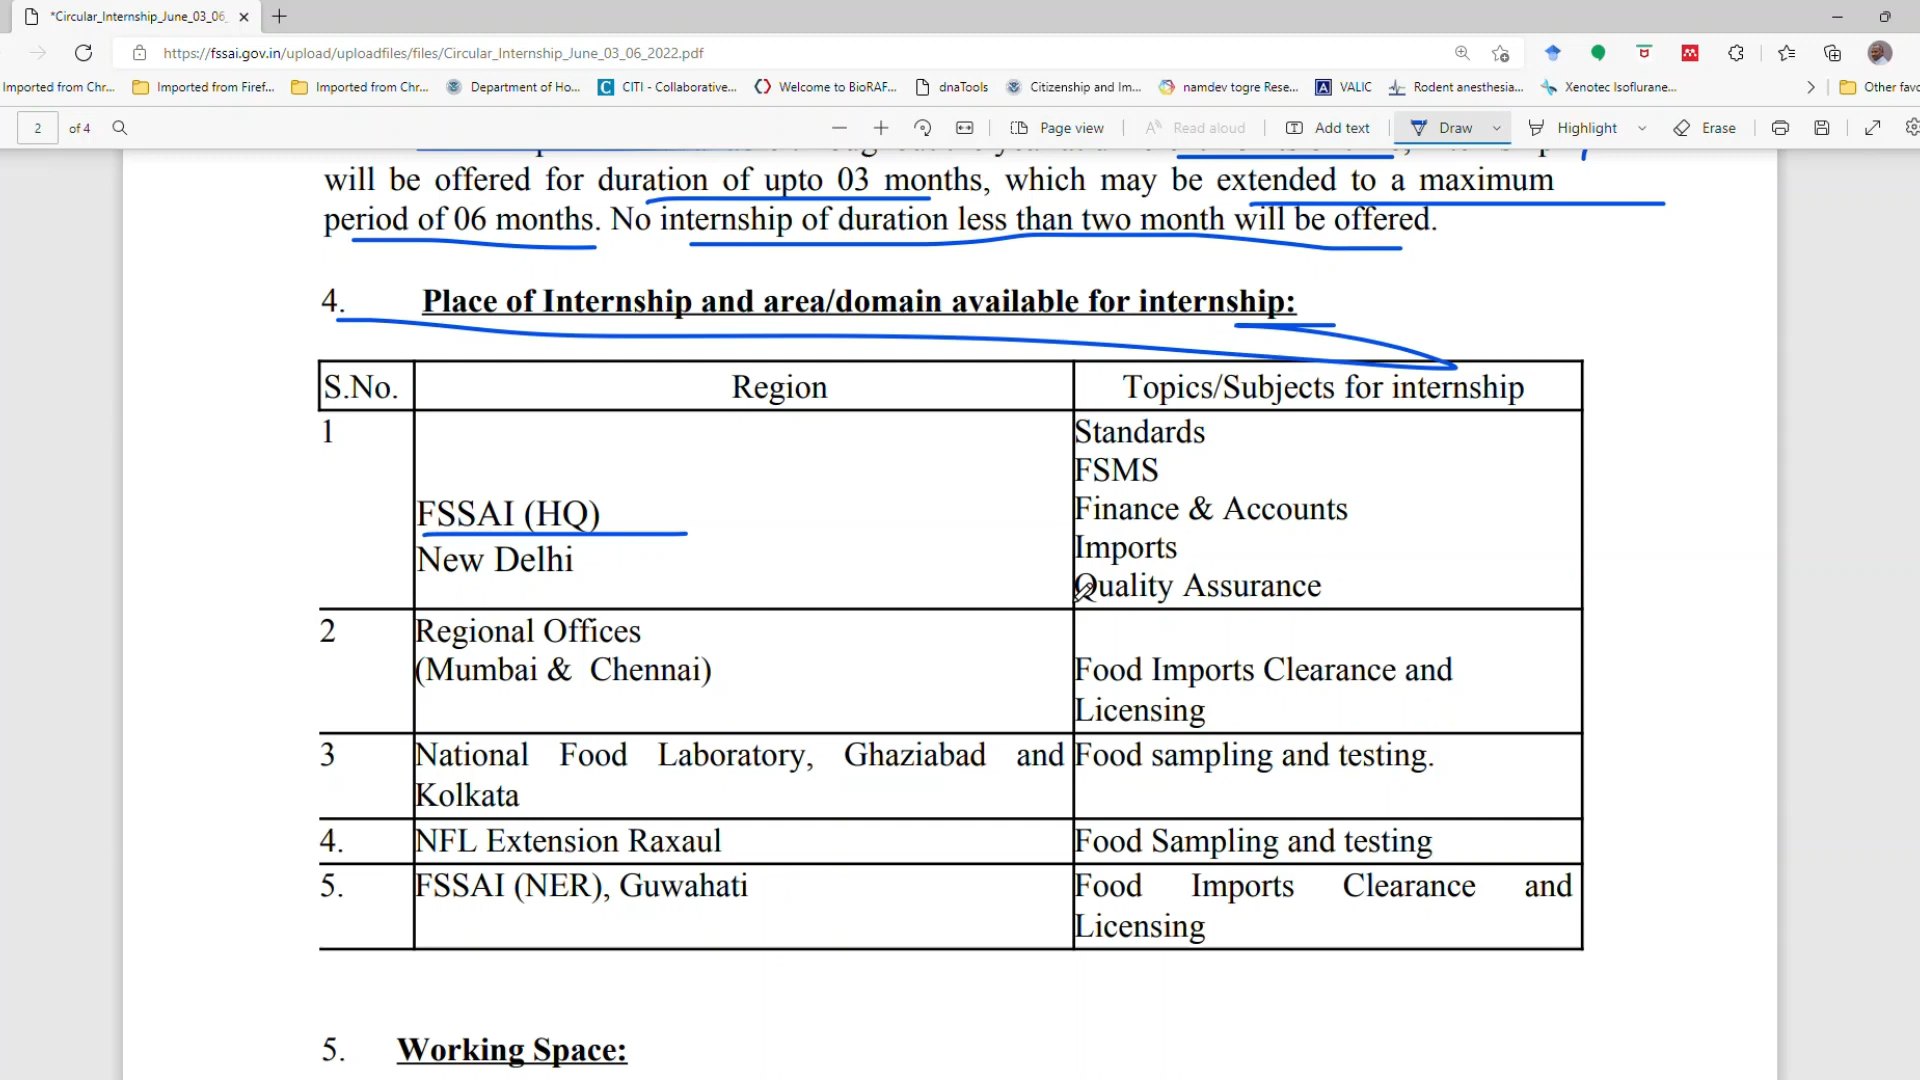 *Circular_Internship_June_03_06_
https://fssai.gov.in/upload/uploadfiles/files/Circular_Internship_June_03_06_2022.pdf
Imported from Chr... Imported from Firef... Imported from Chr... Department of Ho... CITI - Collaborative... Welcome to BioRAF... dnaTools Citizenship and Im... namdev togre Rese... VALIC Rodent anesthesia... Xenotec Isoflurane... Other favo
2 of 4 Page view Read aloud Add text Draw Highlight Erase
will be offered for duration of upto 03 months, which may be extended to a maximum
period of 06 months. No internship of duration less than two month will be offered.
4. Place of Internship and area/domain available for internship:
S.No. Region Topics/Subjects for internship
1
Standards
FSMS
FSSAI (HQ) Finance & Accounts
Imports
New Delhi
Quality Assurance
2 Regional Offices
(Mumbai & Chennai) Food Imports Clearance and
Licensing
3 National Food Laboratory, Ghaziabad and Food sampling and testing.
Kolkata
4. NFL Extension Raxaul Food Sampling and testing
5. FSSAI (NER), Guwahati Food Imports Clearance and
Licensing
5. Working Space: